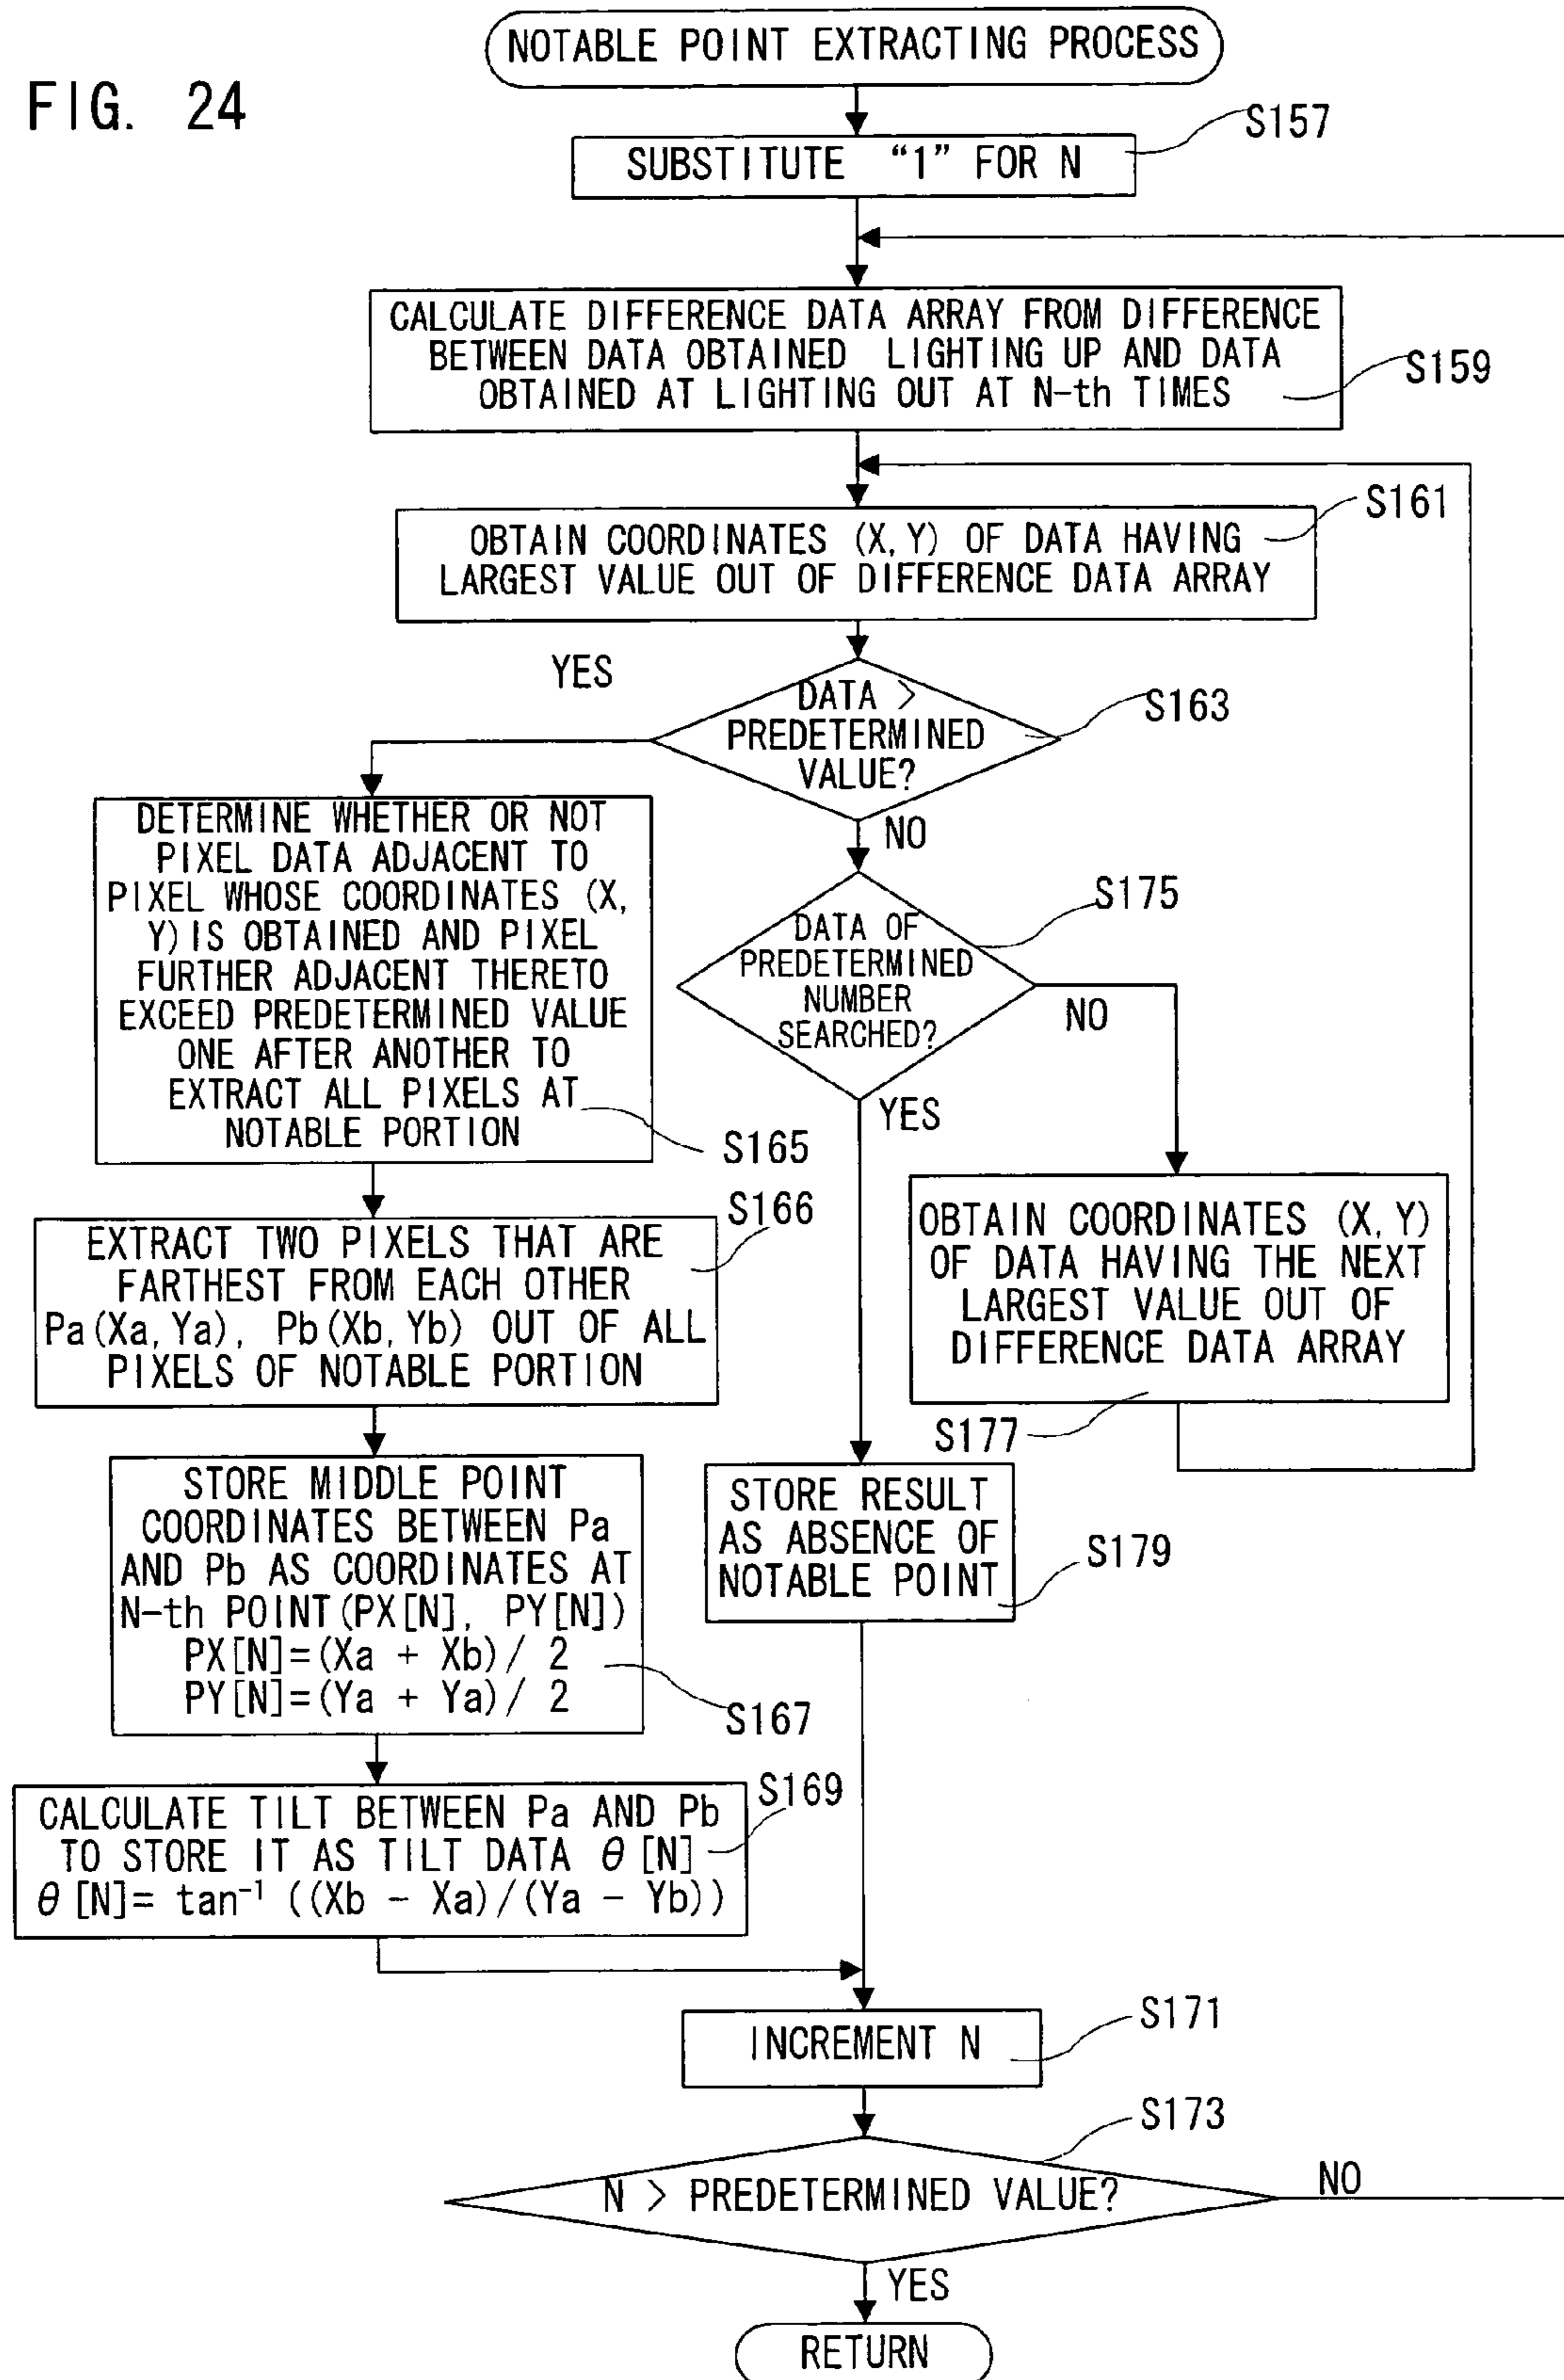 FIG. 24
NOTABLE POINT EXTRACTING PROCESS
S157
SUBSTITUTE “1” FOR N
CALCULATE DIFFERENCE DATA ARRAY FROM DIFFERENCE
BETWEEN DATA OBTAINED LIGHTING UP AND DATA
OBTAINED AT LIGHTING OUT AT N-th TIMES
S159
S161
OBTAIN COORDINATES (X, Y) OF DATA HAVING
LARGEST VALUE OUT OF DIFFERENCE DATA ARRAY
YES
DATA >
PREDETERMINED
VALUE?
S163
NO
DETERMINE WHETHER OR NOT
PIXEL DATA ADJACENT TO
PIXEL WHOSE COORDINATES (X,
Y) IS OBTAINED AND PIXEL
FURTHER ADJACENT THERETO
EXCEED PREDETERMINED VALUE
ONE AFTER ANOTHER TO
EXTRACT ALL PIXELS AT
NOTABLE PORTION
S165
S175
DATA OF
PREDETERMINED
NUMBER
SEARCHED?
NO
YES
S166
EXTRACT TWO PIXELS THAT ARE
FARTHEST FROM EACH OTHER
Pa (Xa, Ya), Pb (Xb, Yb) OUT OF ALL
PIXELS OF NOTABLE PORTION
OBTAIN COORDINATES (X, Y)
OF DATA HAVING THE NEXT
LARGEST VALUE OUT OF
DIFFERENCE DATA ARRAY
S177
STORE MIDDLE POINT
COORDINATES BETWEEN Pa
AND Pb AS COORDINATES AT
N-th POINT (PX[N], PY[N])
PX[N]=(Xa + Xb)/ 2
PY[N]=(Ya + Ya)/ 2
S167
STORE RESULT
AS ABSENCE OF
NOTABLE POINT
S179
S169
CALCULATE TILT BETWEEN Pa AND Pb
TO STORE IT AS TILT DATA θ [N]
θ [N]= tan⁻¹ ((Xb - Xa)/(Ya - Yb))
S171
INCREMENT N
S173
N > PREDETERMINED VALUE?
NO
YES
RETURN